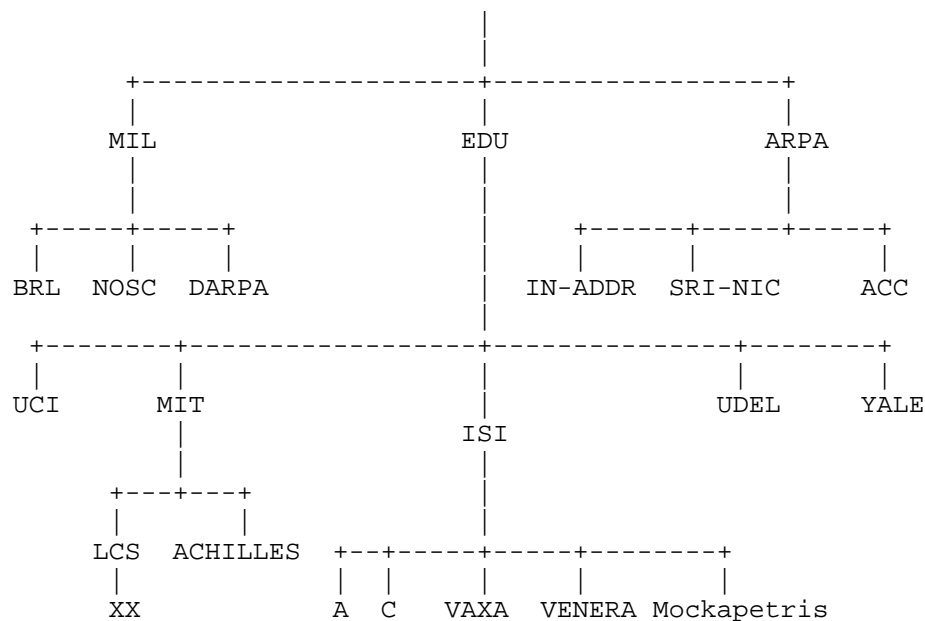 MIL EDU ARPA
BRL NOSC DARPA IN-ADDR SRI-NIC ACC
UCI MIT UDEL YALE
ISI
LCS ACHILLES
XX A C VAXA VENERA Mockapetris